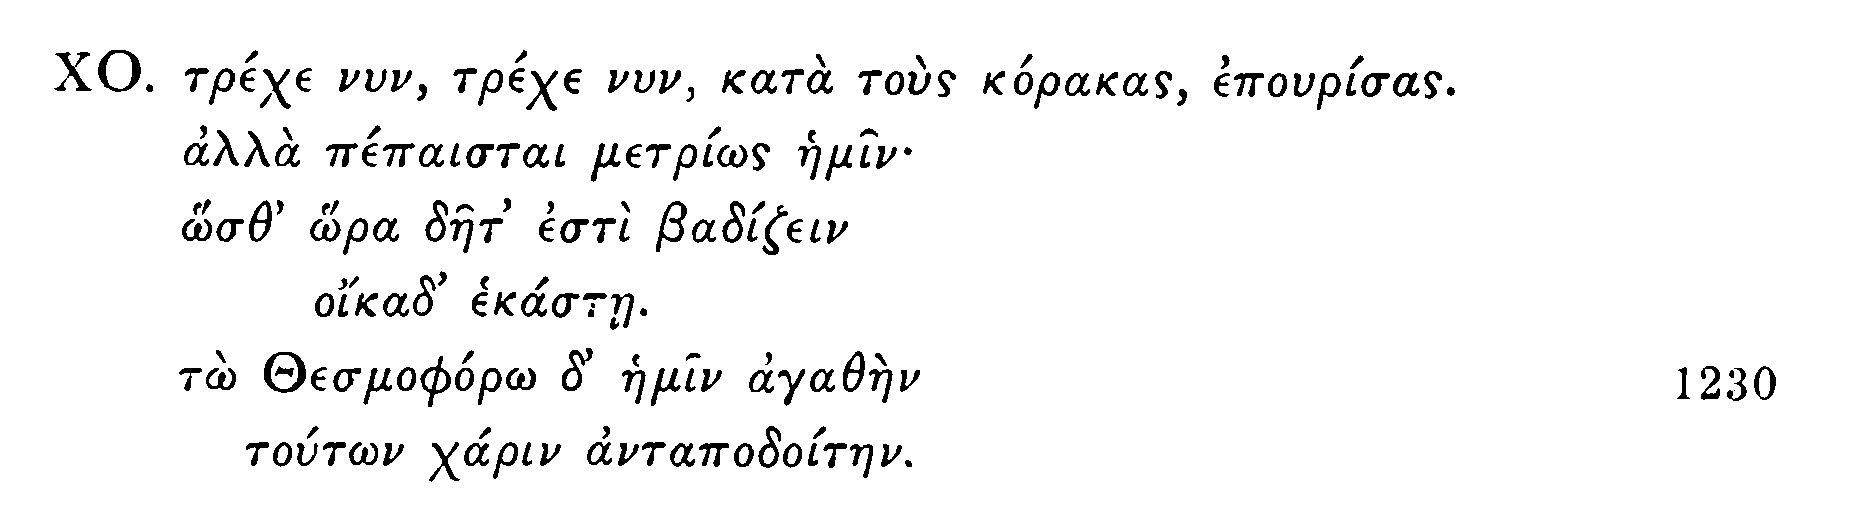 ΧΟ. τρέχε νυν, τρέχε νυν, κατὰ τοὺς κόρακας, ἐπουρίσας.
ἀλλὰ πέπαισται μετρίως ἡμῖν·
ὥσθ’ ὥρα δῆτ’ ἐστὶ βαδίζειν
οἴκαδ’ ἑκάστῃ.
τὼ Θεσμοφόρω δ’ ἡμῖν ἀγαθὴν 1230
τούτων χάριν ἀνταποδοίτην.